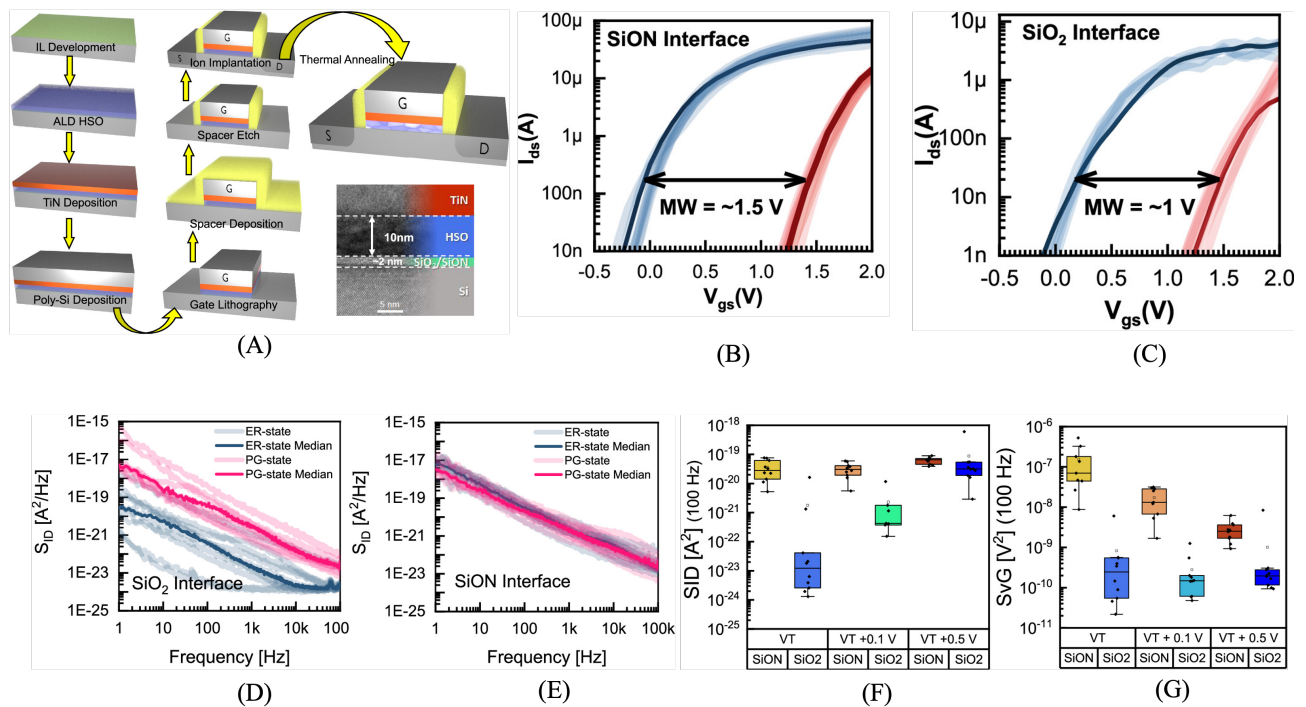 (A)
IL Development
ALD HSO
TiN Deposition
Poly-Si Deposition
Gate Lithography
G
Spacer Deposition
G
Spacer Etch
G
Ion Implantation
G
S
D
Thermal Annealing
G
S
D
TiN
10nm
HSO
~2 nm
SiO₂/SiON
Si
5 nm
(B)
SiON Interface
100µ
10µ
1µ
100n
10n
Ids(A)
MW = ~1.5 V
-0.5 0.0 0.5 1.0 1.5 2.0
Vgs(V)
(C)
SiO2 Interface
10µ
1µ
100n
10n
1n
Ids(A)
MW = ~1 V
-0.5 0.0 0.5 1.0 1.5 2.0
Vgs(V)
(D)
1E-15
1E-17
1E-19
1E-21
1E-23
1E-25
SID [A²/Hz]
ER-state
ER-state Median
PG-state
PG-state Median
SiO2 Interface
1 10 100 1k 10k 100k
Frequency [Hz]
(E)
1E-15
1E-17
1E-19
1E-21
1E-23
1E-25
SID [A²/Hz]
ER-state
ER-state Median
PG-state
PG-state Median
SiON Interface
1 10 100 1k 10k 100k
Frequency [Hz]
(F)
SID [A²] (100 Hz)
10⁻¹⁸
10⁻¹⁹
10⁻²⁰
10⁻²¹
10⁻²²
10⁻²³
10⁻²⁴
10⁻²⁵
VT VT +0.1 V VT +0.5 V
SiON SiO2 SiON SiO2 SiON SiO2
(G)
SvG [V²] (100 Hz)
10⁻⁶
10⁻⁷
10⁻⁸
10⁻⁹
10⁻¹⁰
10⁻¹¹
VT VT + 0.1 V VT + 0.5 V
SiON SiO2 SiON SiO2 SiON SiO2